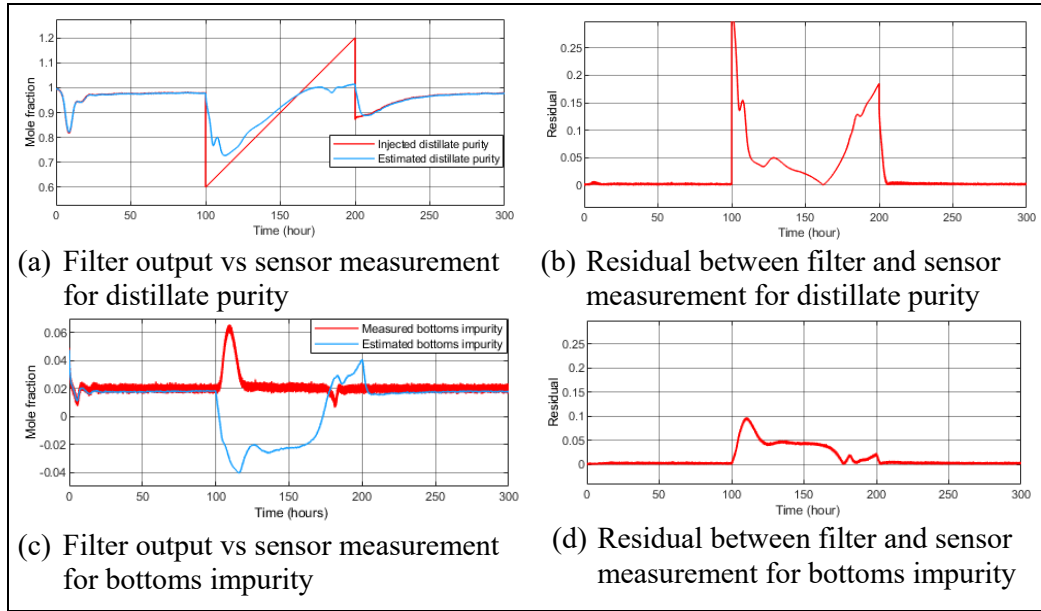 1.2
1.1
1
0.9
0.8
0.7
0.6
Mole fraction
Injected distillate purity
Estimated distillate purity
0 50 100 150 200 250 300
Time (hour)
(a) Filter output vs sensor measurement
for distillate purity
0.25
0.2
0.15
0.1
0.05
0
Residual
0 50 100 150 200 250 300
Time (hour)
(b) Residual between filter and sensor
measurement for distillate purity
0.06
0.04
0.02
0
-0.02
-0.04
Mole fraction
Measured bottoms impurity
Estimated bottoms impurity
0 50 100 150 200 250 300
Time (hours)
(c) Filter output vs sensor measurement
for bottoms impurity
0.25
0.2
0.15
0.1
0.05
0
Residual
0 50 100 150 200 250 300
Time (hour)
(d) Residual between filter and sensor
measurement for bottoms impurity